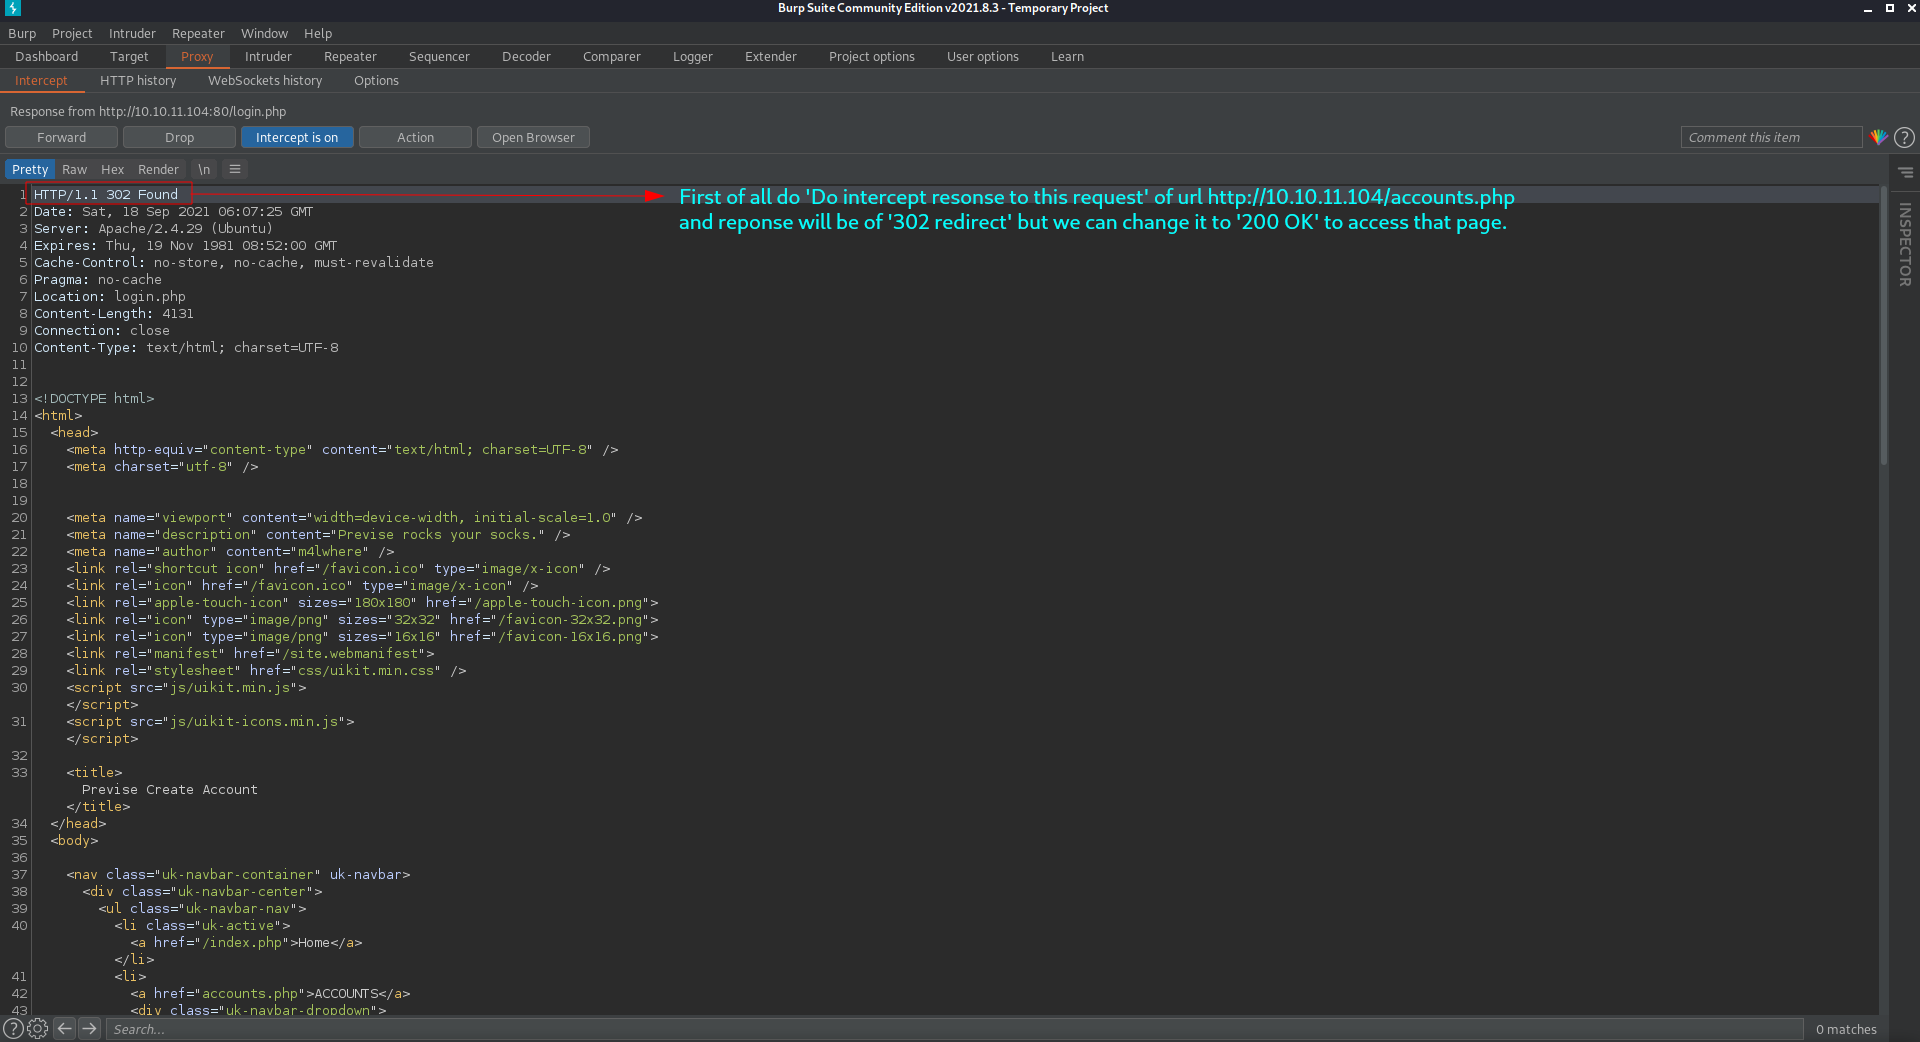 Burp Suite Community Edition v2021.8.3 - Temporary Project
Burp Project Intruder Repeater Window Help
Dashboard Target Proxy Intruder Repeater Sequencer Decoder Comparer Logger Extender Project options User options Learn
Intercept HTTP history WebSockets history Options
Response from http://10.10.11.104:80/login.php
Forward Drop Intercept is on Action Open Browser Comment this item ?
Pretty Raw Hex Render \n
INSPECTOR
1 HTTP/1.1 302 Found
First of all do 'Do intercept resonse to this request' of url http://10.10.11.104/accounts.php
and reponse will be of '302 redirect' but we can change it to '200 OK' to access that page.
2 Date: Sat, 18 Sep 2021 06:07:25 GMT
3 Server: Apache/2.4.29 (Ubuntu)
4 Expires: Thu, 19 Nov 1981 08:52:00 GMT
5 Cache-Control: no-store, no-cache, must-revalidate
6 Pragma: no-cache
7 Location: login.php
8 Content-Length: 4131
9 Connection: close
10 Content-Type: text/html; charset=UTF-8
11
12
13 <!DOCTYPE html>
14 <html>
15 <head>
16 <meta http-equiv="content-type" content="text/html; charset=UTF-8" />
17 <meta charset="utf-8" />
18
19
20 <meta name="viewport" content="width=device-width, initial-scale=1.0" />
21 <meta name="description" content="Previse rocks your socks." />
22 <meta name="author" content="m4lwhere" />
23 <link rel="shortcut icon" href="/favicon.ico" type="image/x-icon" />
24 <link rel="icon" href="/favicon.ico" type="image/x-icon" />
25 <link rel="apple-touch-icon" sizes="180x180" href="/apple-touch-icon.png">
26 <link rel="icon" type="image/png" sizes="32x32" href="/favicon-32x32.png">
27 <link rel="icon" type="image/png" sizes="16x16" href="/favicon-16x16.png">
28 <link rel="manifest" href="/site.webmanifest">
29 <link rel="stylesheet" href="css/uikit.min.css" />
30 <script src="js/uikit.min.js">
</script>
31 <script src="js/uikit-icons.min.js">
</script>
32
33 <title>
Previse Create Account
</title>
34 </head>
35 <body>
36
37 <nav class="uk-navbar-container" uk-navbar>
38 <div class="uk-navbar-center">
39 <ul class="uk-navbar-nav">
40 <li class="uk-active">
<a href="/index.php">Home</a>
</li>
41 <li>
42 <a href="accounts.php">ACCOUNTS</a>
43 <div class="uk-navbar-dropdown">
? Search... 0 matches